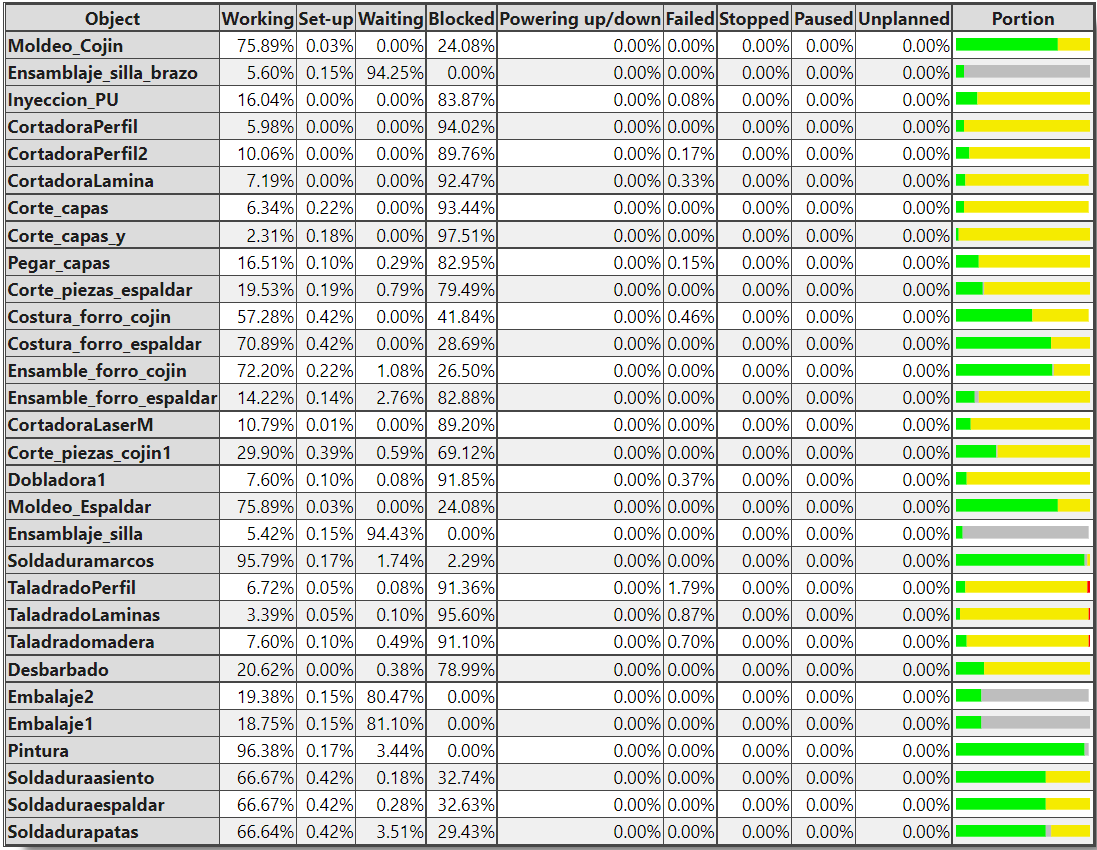 Object Working Set-up Waiting Blocked Powering up/down Failed Stopped Paused Unplanned Portion
Moldeo_Cojin 75.89% 0.03% 0.00% 24.08% 0.00% 0.00% 0.00% 0.00% 0.00%
Ensamblaje_silla_brazo 5.60% 0.15% 94.25% 0.00% 0.00% 0.00% 0.00% 0.00% 0.00%
Inyeccion_PU 16.04% 0.00% 0.00% 83.87% 0.00% 0.08% 0.00% 0.00% 0.00%
CortadoraPerfil 5.98% 0.00% 0.00% 94.02% 0.00% 0.00% 0.00% 0.00% 0.00%
CortadoraPerfil2 10.06% 0.00% 0.00% 89.76% 0.00% 0.17% 0.00% 0.00% 0.00%
CortadoraLamina 7.19% 0.00% 0.00% 92.47% 0.00% 0.33% 0.00% 0.00% 0.00%
Corte_capas 6.34% 0.22% 0.00% 93.44% 0.00% 0.00% 0.00% 0.00% 0.00%
Corte_capas_y 2.31% 0.18% 0.00% 97.51% 0.00% 0.00% 0.00% 0.00% 0.00%
Pegar_capas 16.51% 0.10% 0.29% 82.95% 0.00% 0.15% 0.00% 0.00% 0.00%
Corte_piezas_espaldar 19.53% 0.19% 0.79% 79.49% 0.00% 0.00% 0.00% 0.00% 0.00%
Costura_forro_cojin 57.28% 0.42% 0.00% 41.84% 0.00% 0.46% 0.00% 0.00% 0.00%
Costura_forro_espaldar 70.89% 0.42% 0.00% 28.69% 0.00% 0.00% 0.00% 0.00% 0.00%
Ensamble_forro_cojin 72.20% 0.22% 1.08% 26.50% 0.00% 0.00% 0.00% 0.00% 0.00%
Ensamble_forro_espaldar 14.22% 0.14% 2.76% 82.88% 0.00% 0.00% 0.00% 0.00% 0.00%
CortadoraLaserM 10.79% 0.01% 0.00% 89.20% 0.00% 0.00% 0.00% 0.00% 0.00%
Corte_piezas_cojin1 29.90% 0.39% 0.59% 69.12% 0.00% 0.00% 0.00% 0.00% 0.00%
Dobladora1 7.60% 0.10% 0.08% 91.85% 0.00% 0.37% 0.00% 0.00% 0.00%
Moldeo_Espaldar 75.89% 0.03% 0.00% 24.08% 0.00% 0.00% 0.00% 0.00% 0.00%
Ensamblaje_silla 5.42% 0.15% 94.43% 0.00% 0.00% 0.00% 0.00% 0.00% 0.00%
Soldaduramarcos 95.79% 0.17% 1.74% 2.29% 0.00% 0.00% 0.00% 0.00% 0.00%
TaladradoPerfil 6.72% 0.05% 0.08% 91.36% 0.00% 1.79% 0.00% 0.00% 0.00%
TaladradoLaminas 3.39% 0.05% 0.10% 95.60% 0.00% 0.87% 0.00% 0.00% 0.00%
Taladradomadera 7.60% 0.10% 0.49% 91.10% 0.00% 0.70% 0.00% 0.00% 0.00%
Desbarbado 20.62% 0.00% 0.38% 78.99% 0.00% 0.00% 0.00% 0.00% 0.00%
Embalaje2 19.38% 0.15% 80.47% 0.00% 0.00% 0.00% 0.00% 0.00% 0.00%
Embalaje1 18.75% 0.15% 81.10% 0.00% 0.00% 0.00% 0.00% 0.00% 0.00%
Pintura 96.38% 0.17% 3.44% 0.00% 0.00% 0.00% 0.00% 0.00% 0.00%
Soldaduraasiento 66.67% 0.42% 0.18% 32.74% 0.00% 0.00% 0.00% 0.00% 0.00%
Soldaduraespaldar 66.67% 0.42% 0.28% 32.63% 0.00% 0.00% 0.00% 0.00% 0.00%
Soldadurapatas 66.64% 0.42% 3.51% 29.43% 0.00% 0.00% 0.00% 0.00% 0.00%